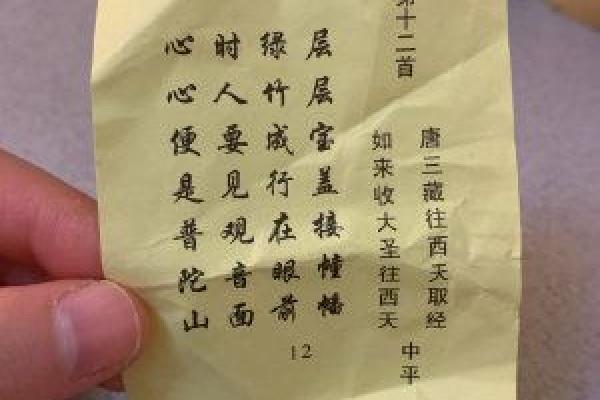 第十二首
唐三藏往西天取经
如来收大圣往西天
中平
层层宝盖接幢幡
绿竹成行在眼前
时人要见观音面
心心便是普陀山
12